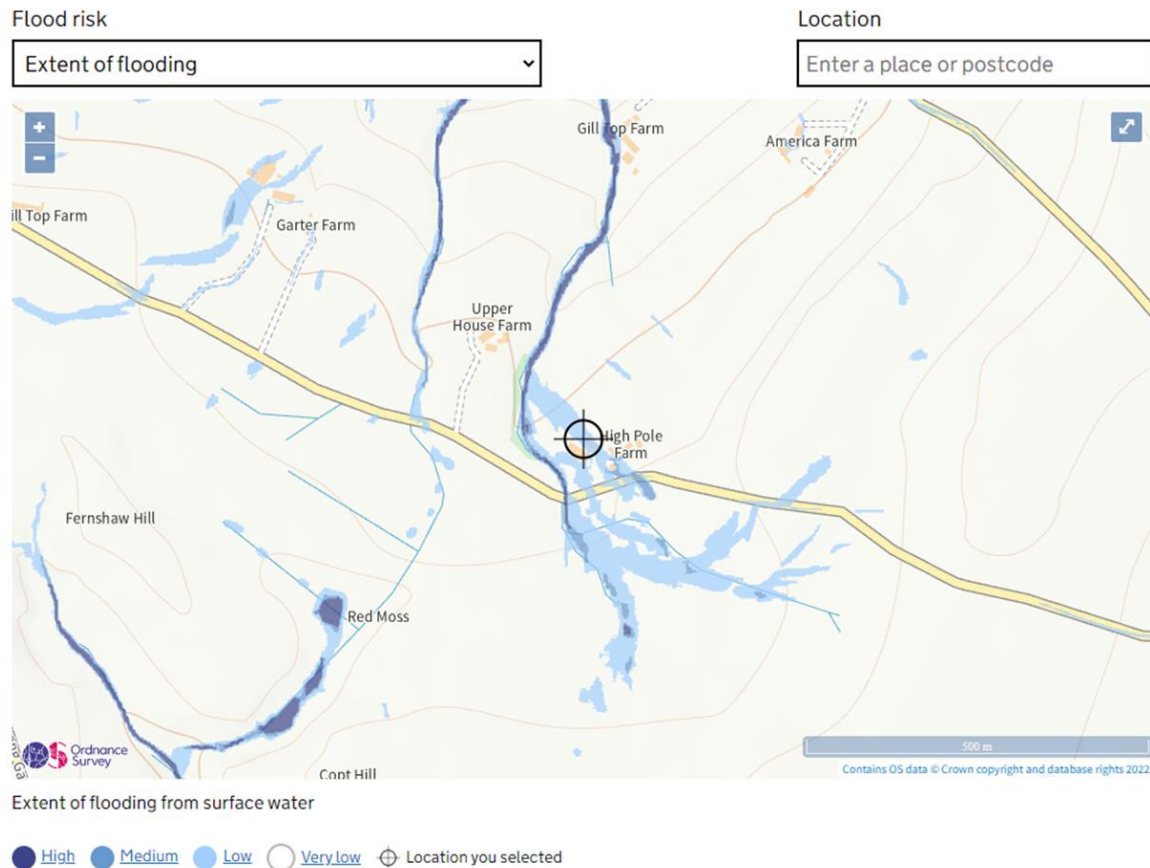 Flood risk
Location
Extent of flooding
Enter a place or postcode
+
−
Gill Top Farm
America Farm
ill Top Farm
Garter Farm
Upper
House Farm
High Pole
Farm
Fernshaw Hill
Red Moss
Copt Hill
Ordnance
Survey
500 m
Contains OS data © Crown copyright and database rights 2022
Extent of flooding from surface water
High Medium Low Very low Location you selected